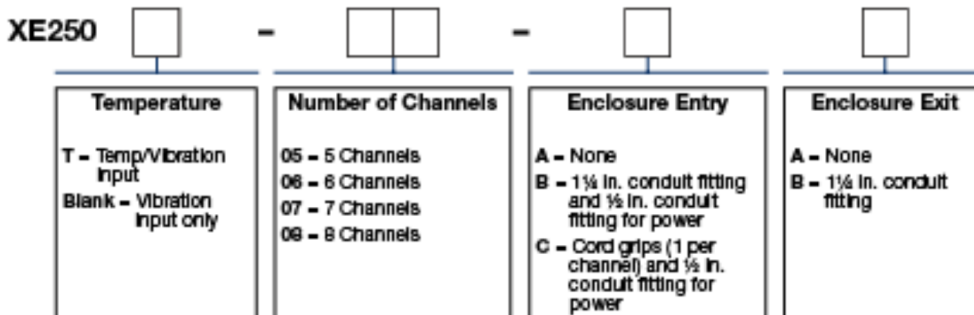 XE250 - -
Temperature
T – Temp/Vibration
Input
Blank – Vibration
Input only
Number of Channels
05 – 5 Channels
06 – 6 Channels
07 – 7 Channels
08 – 8 Channels
Enclosure Entry
A – None
B – 1¼ in. conduit fitting
and ½ in. conduit
fitting for power
C – Cord grips (1 per
channel) and ½ in.
conduit fitting for
power
Enclosure Exit
A – None
B – 1¼ in. conduit
fitting